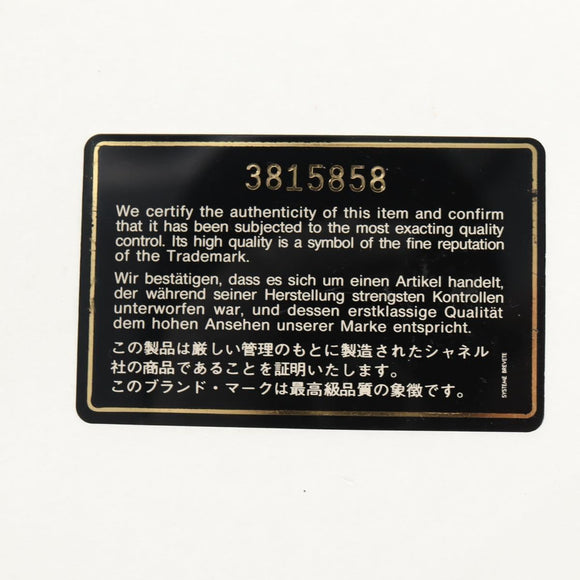 3815858
We certify the authenticity of this item and confirm
that it has been subjected to the most exacting quality
control. Its high quality is a symbol of the fine reputation
of the Trademark.
Wir bestätigen, dass es sich um einen Artikel handelt,
der während seiner Herstellung strengsten Kontrollen
unterworfen war, und dessen erstklassige Qualität
dem hohen Ansehen unserer Marke entspricht.
この製品は厳しい管理のもとに製造されたシャネル
社の商品であることを証明いたします。
このブランド・マークは最高級品質の象徴です。
SYSTEME BREVETE